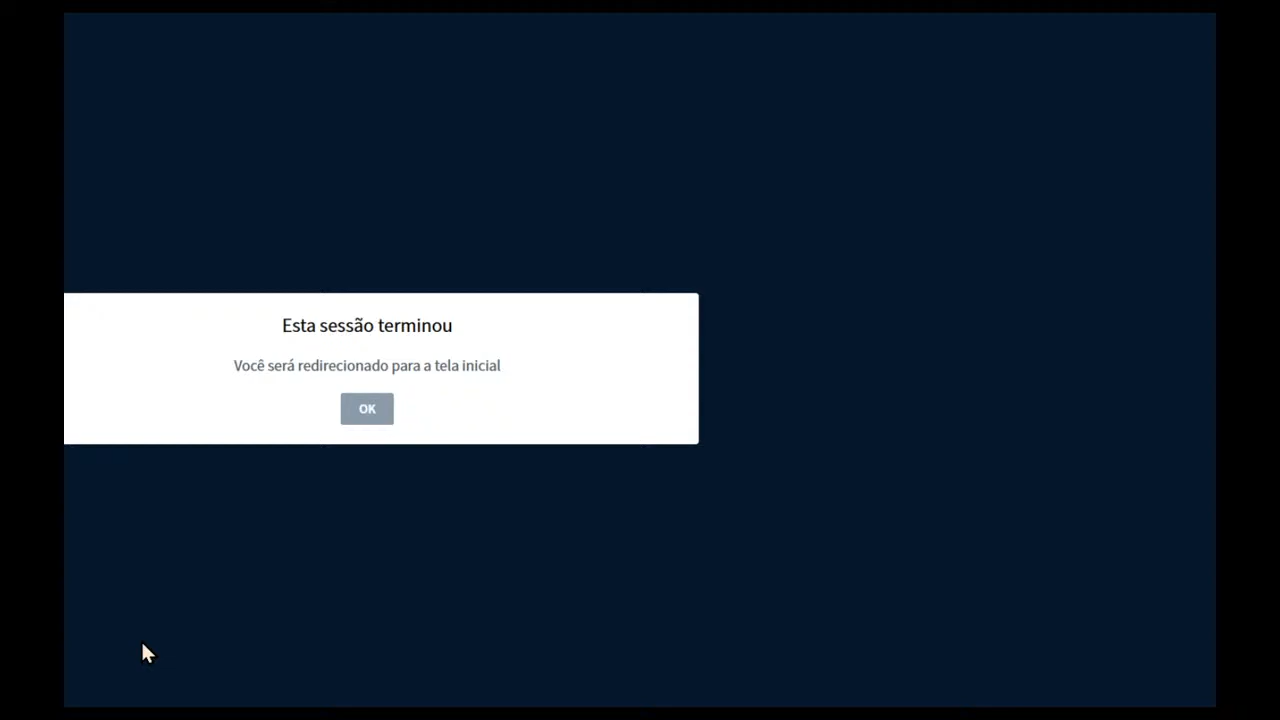 Esta sessão terminou
Você será redirecionado para a tela inicial
OK